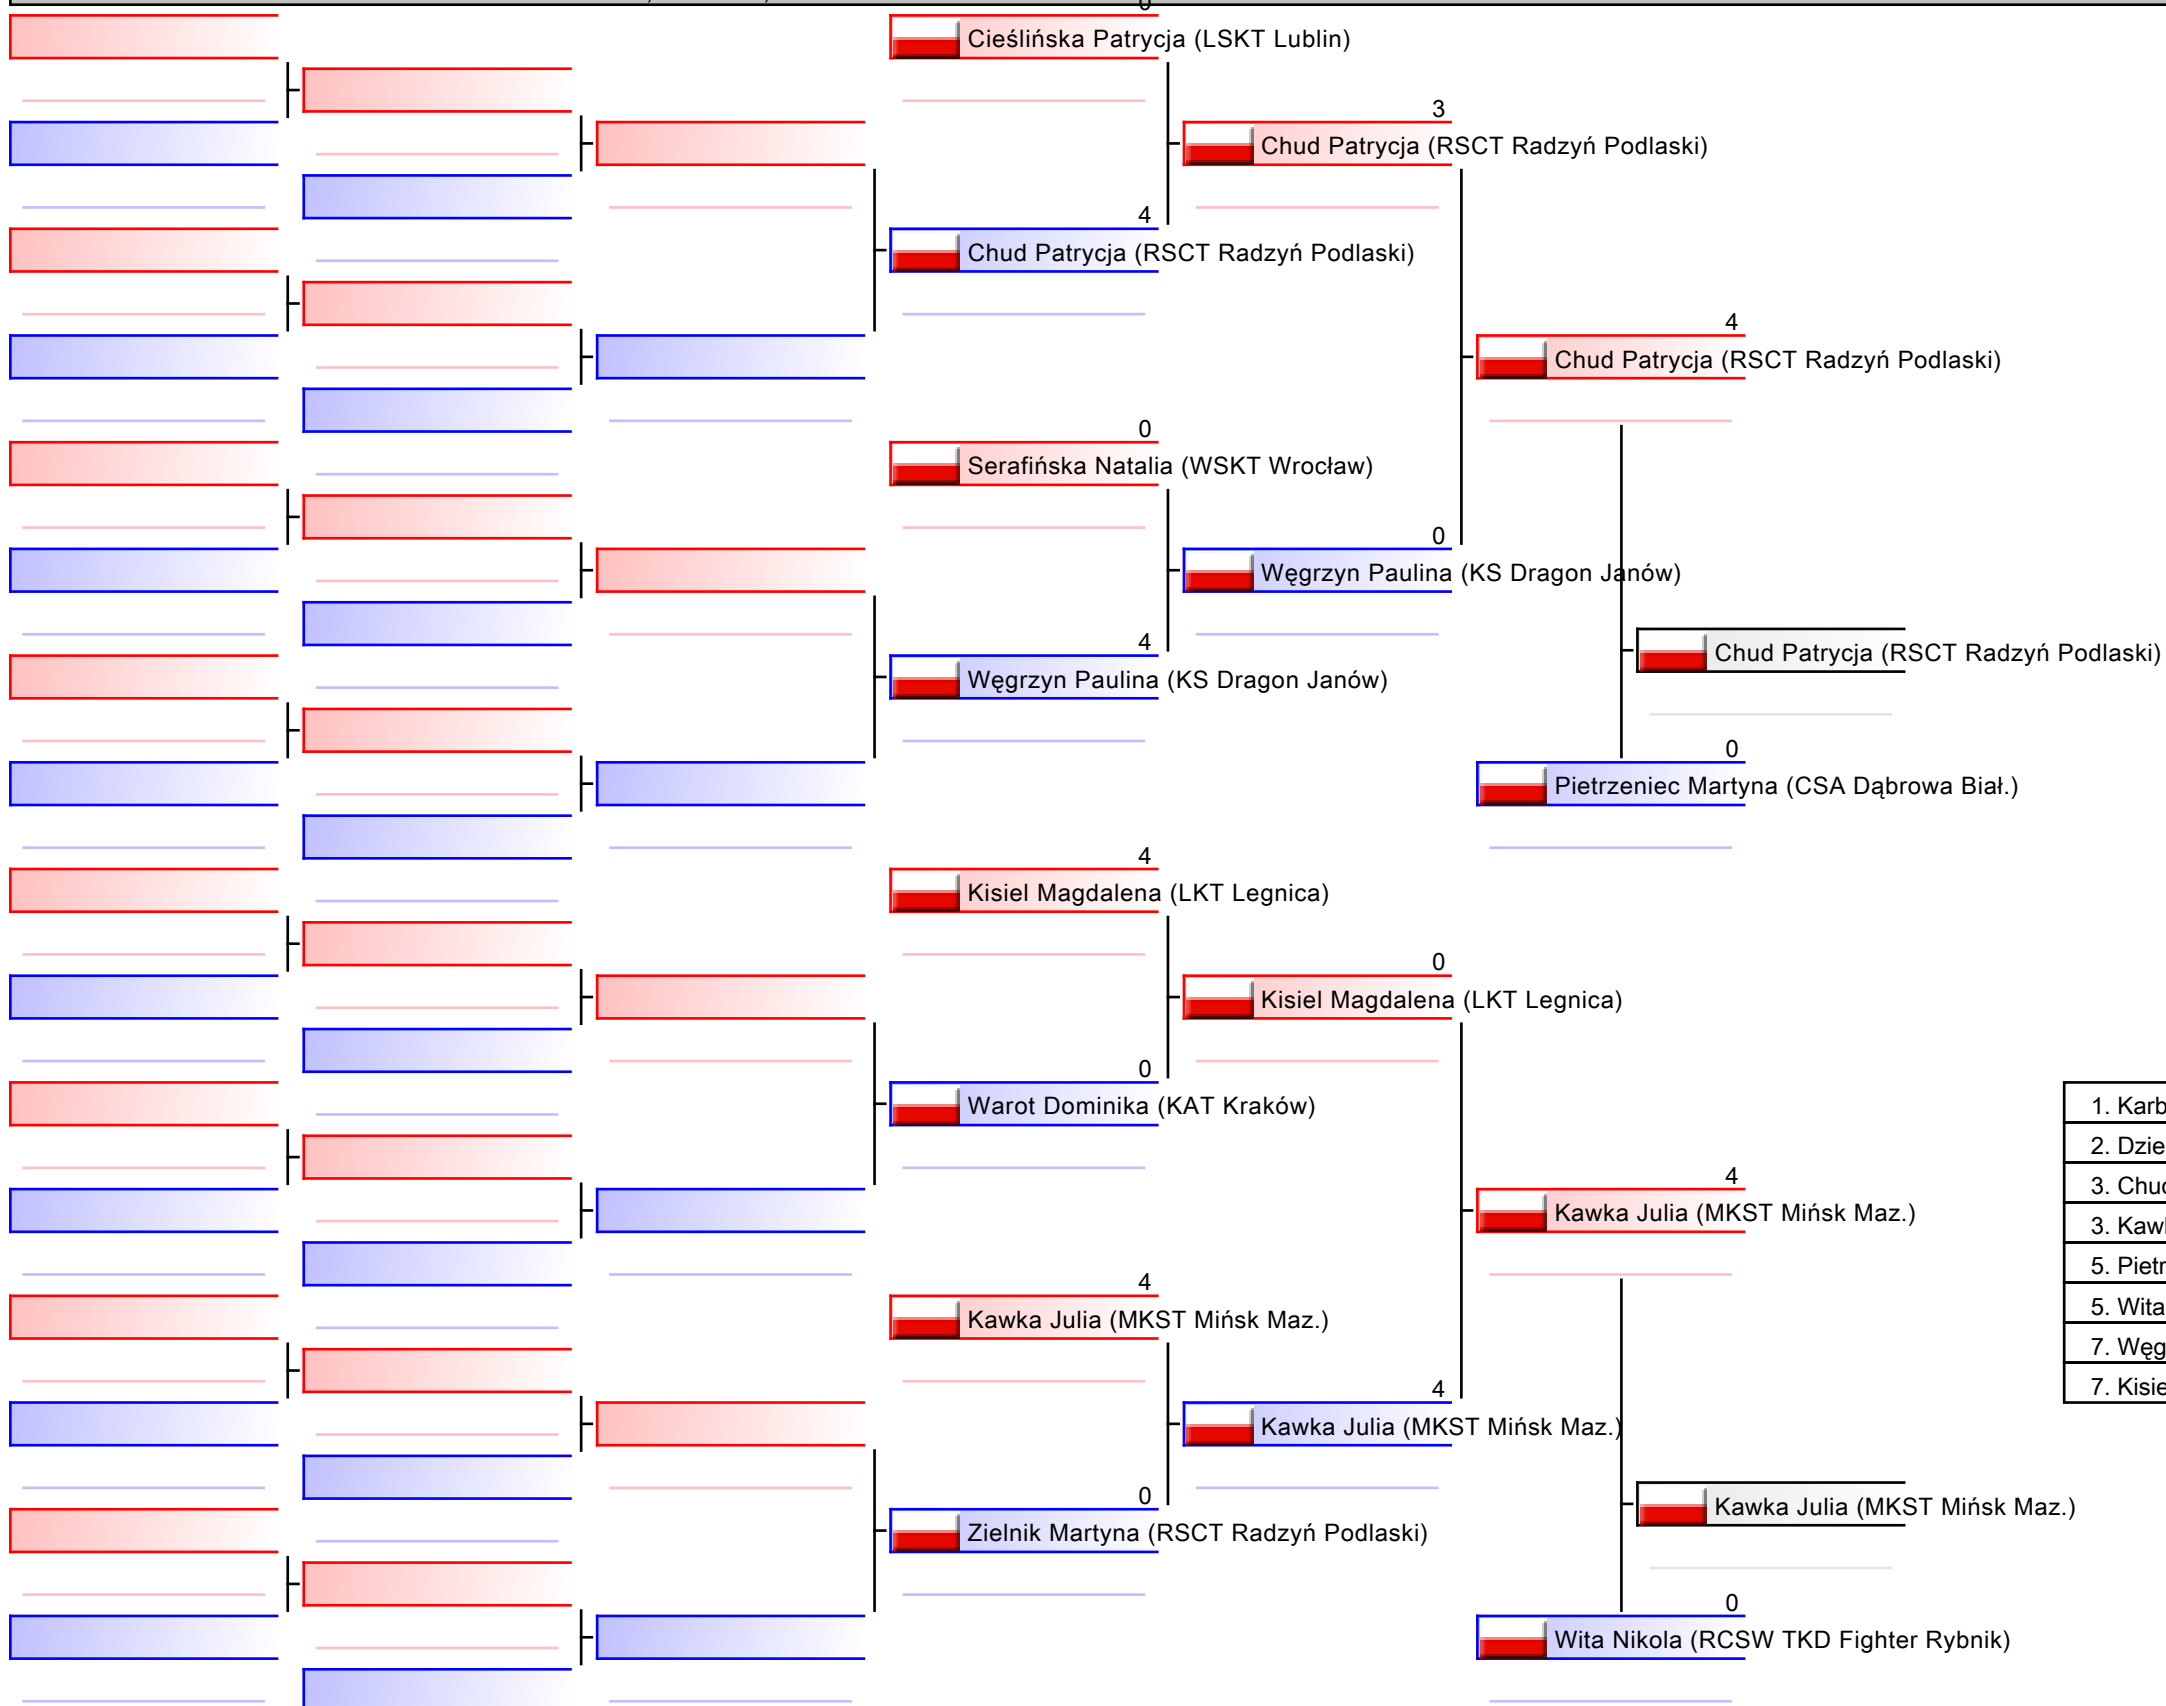 0
Cieślińska Patrycja (LSKT Lublin)
3
Chud Patrycja (RSCT Radzyń Podlaski)
4
Chud Patrycja (RSCT Radzyń Podlaski)
4
Chud Patrycja (RSCT Radzyń Podlaski)
0
Serafińska Natalia (WSKT Wrocław)
0
Węgrzyn Paulina (KS Dragon Janów)
4
Chud Patrycja (RSCT Radzyń Podlaski)
Węgrzyn Paulina (KS Dragon Janów)
0
Pietrzeniec Martyna (CSA Dąbrowa Biał.)
4
Kisiel Magdalena (LKT Legnica)
0
Kisiel Magdalena (LKT Legnica)
0
Warot Dominika (KAT Kraków)
1. Karb
2. Dzie
4
3. Chud
Kawka Julia (MKST Mińsk Maz.)
3. Kawk
5. Pietr
4
5. Wita
Kawka Julia (MKST Mińsk Maz.)
7. Węg
4
7. Kisie
Kawka Julia (MKST Mińsk Maz.)
0
Kawka Julia (MKST Mińsk Maz.)
Zielnik Martyna (RSCT Radzyń Podlaski)
0
Wita Nikola (RCSW TKD Fighter Rybnik)